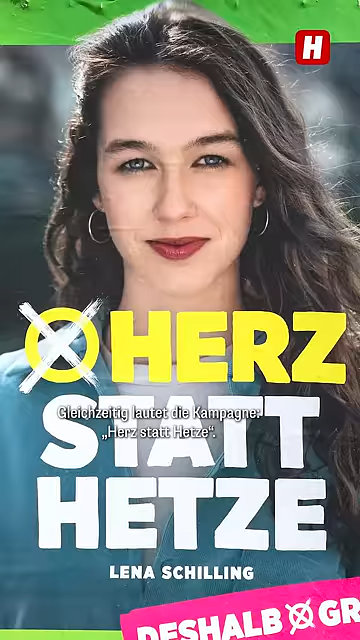 H
HERZ
STATT
Gleichzeitig lautet die Kampagne:
„Herz statt Hetze“.
HETZE
LENA SCHILLING
DESHALB GR